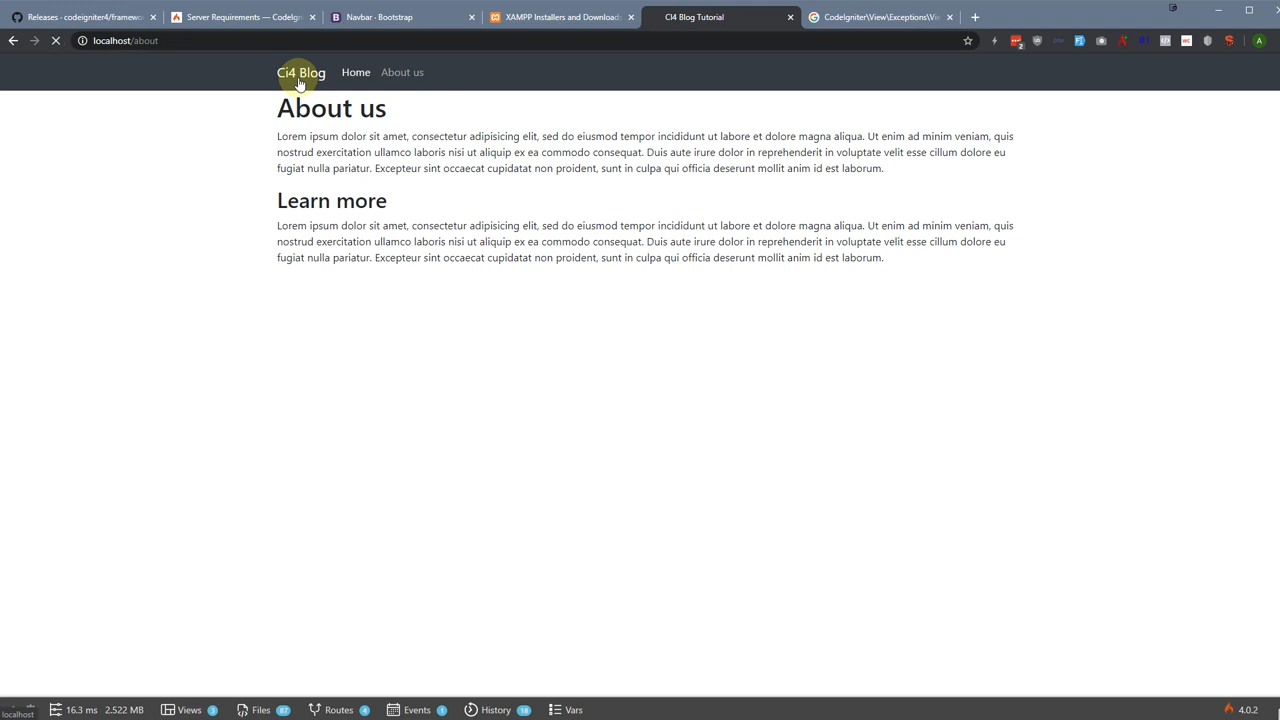 Releases - codeigniter4/framewo
Server Requirements — CodeIgn
Navbar · Bootstrap
XAMPP Installers and Downloads
CI4 Blog Tutorial
CodeIgniter\View\Exceptions\Vie
localhost/about
Ci4 Blog
Home
About us
About us
Lorem ipsum dolor sit amet, consectetur adipisicing elit, sed do eiusmod tempor incididunt ut labore et dolore magna aliqua. Ut enim ad minim veniam, quis
nostrud exercitation ullamco laboris nisi ut aliquip ex ea commodo consequat. Duis aute irure dolor in reprehenderit in voluptate velit esse cillum dolore eu
fugiat nulla pariatur. Excepteur sint occaecat cupidatat non proident, sunt in culpa qui officia deserunt mollit anim id est laborum.
Learn more
Lorem ipsum dolor sit amet, consectetur adipisicing elit, sed do eiusmod tempor incididunt ut labore et dolore magna aliqua. Ut enim ad minim veniam, quis
nostrud exercitation ullamco laboris nisi ut aliquip ex ea commodo consequat. Duis aute irure dolor in reprehenderit in voluptate velit esse cillum dolore eu
fugiat nulla pariatur. Excepteur sint occaecat cupidatat non proident, sunt in culpa qui officia deserunt mollit anim id est laborum.
localhost
16.3 ms 2.522 MB
Views 3
Files 87
Routes 4
Events 1
History 18
Vars
4.0.2